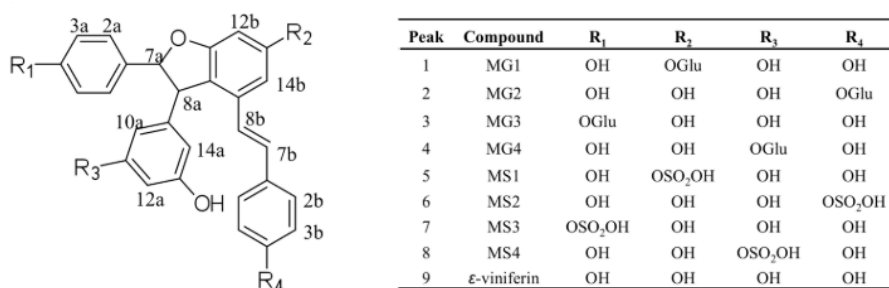 3a 2a 12b R2
R1 7a O
14b
8a
10a 8b
R3 14a 7b
12a OH 2b
3b
R4
Peak Compound R1 R2 R3 R4
1 MG1 OH OGlu OH OH
2 MG2 OH OH OH OGlu
3 MG3 OGlu OH OH OH
4 MG4 OH OH OGlu OH
5 MS1 OH OSO2OH OH OH
6 MS2 OH OH OH OSO2OH
7 MS3 OSO2OH OH OH OH
8 MS4 OH OH OSO2OH OH
9 ε-viniferin OH OH OH OH